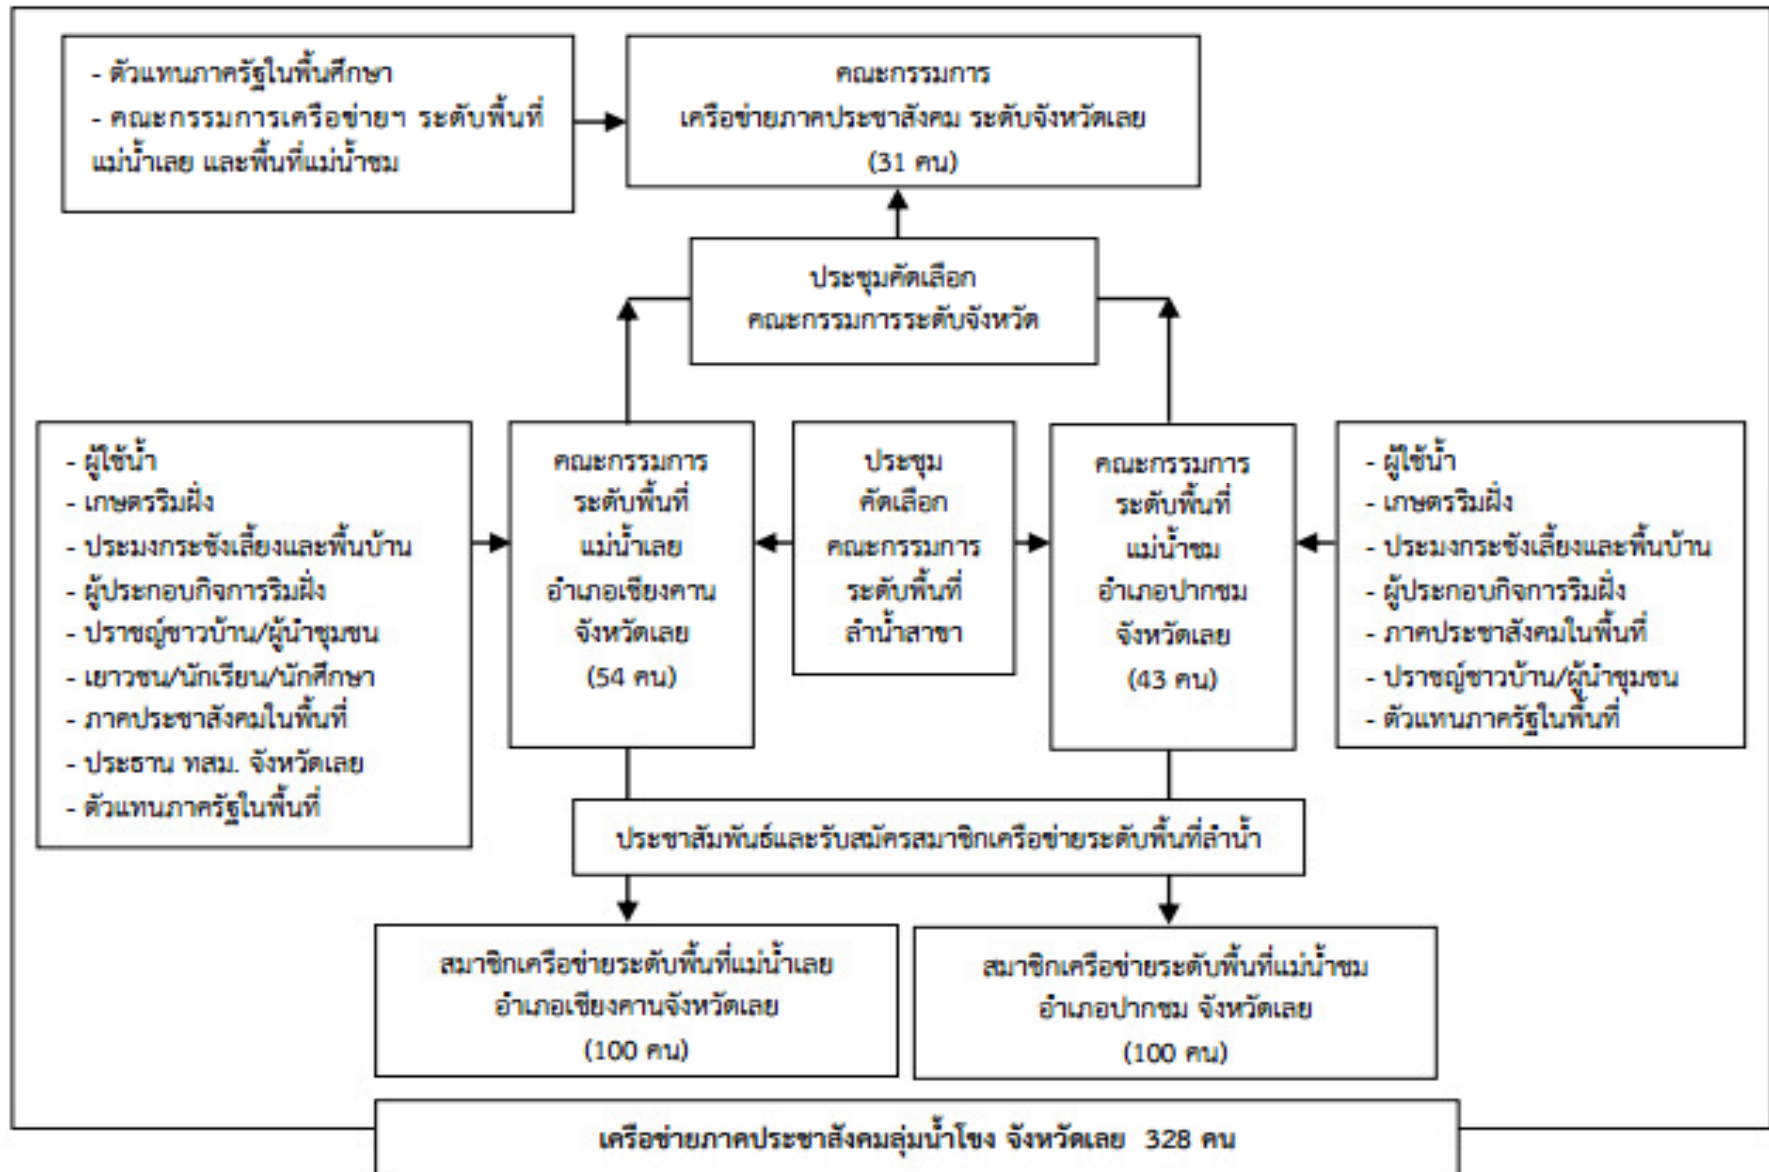 - ตัวแทนภาครัฐในพื้นศึกษา
- คณะกรรมการเครือข่ายฯ ระดับพื้นที่
แม่น้ำเลย และพื้นที่แม่น้ำชม
คณะกรรมการ
เครือข่ายภาคประชาสังคม ระดับจังหวัดเลย
(31 คน)
ประชุมคัดเลือก
คณะกรรมการระดับจังหวัด
- ผู้ใช้น้ำ
- เกษตรริมฝั่ง
- ประมงกระชังเลี้ยงและพื้นบ้าน
- ผู้ประกอบกิจการริมฝั่ง
- ปราชญ์ชาวบ้าน/ผู้นำชุมชน
- เยาวชน/นักเรียน/นักศึกษา
- ภาคประชาสังคมในพื้นที่
- ประธาน ทสม. จังหวัดเลย
- ตัวแทนภาครัฐในพื้นที่
คณะกรรมการ
ระดับพื้นที่
แม่น้ำเลย
อำเภอเชียงคาน
จังหวัดเลย
(54 คน)
ประชุม
คัดเลือก
คณะกรรมการ
ระดับพื้นที่
ลำน้ำสาขา
คณะกรรมการ
ระดับพื้นที่
แม่น้ำชม
อำเภอปากชม
จังหวัดเลย
(43 คน)
- ผู้ใช้น้ำ
- เกษตรริมฝั่ง
- ประมงกระชังเลี้ยงและพื้นบ้าน
- ผู้ประกอบกิจการริมฝั่ง
- ภาคประชาสังคมในพื้นที่
- ปราชญ์ชาวบ้าน/ผู้นำชุมชน
- ตัวแทนภาครัฐในพื้นที่
ประชาสัมพันธ์และรับสมัครสมาชิกเครือข่ายระดับพื้นที่ลำน้ำ
สมาชิกเครือข่ายระดับพื้นที่แม่น้ำเลย
อำเภอเชียงคานจังหวัดเลย
(100 คน)
สมาชิกเครือข่ายระดับพื้นที่แม่น้ำชม
อำเภอปากชม จังหวัดเลย
(100 คน)
เครือข่ายภาคประชาสังคมลุ่มน้ำโขง จังหวัดเลย 328 คน